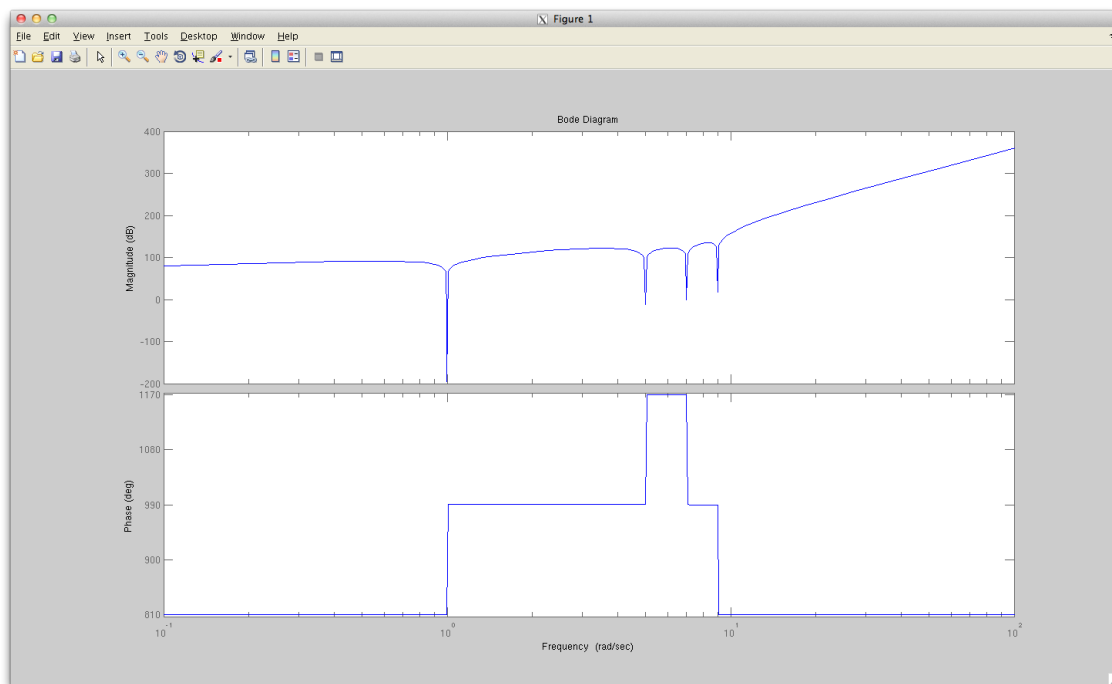 Figure 1
File Edit View Insert Tools Desktop Window Help
Bode Diagram
400
300
200
100
0
-100
-200
Magnitude (dB)
1170
1080
990
900
810
Phase (deg)
10^-1 10^0 10^1 10^2
Frequency (rad/sec)